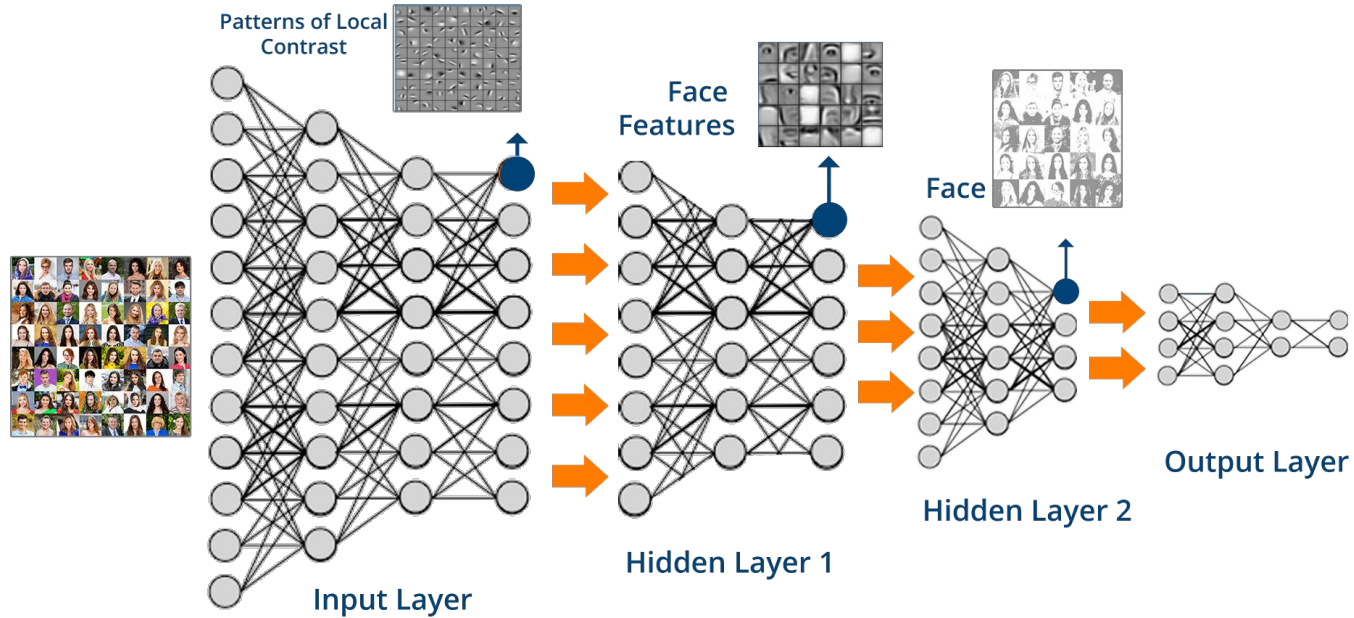 Patterns of Local
Contrast
Face
Features
Face
Input Layer
Hidden Layer 1
Hidden Layer 2
Output Layer